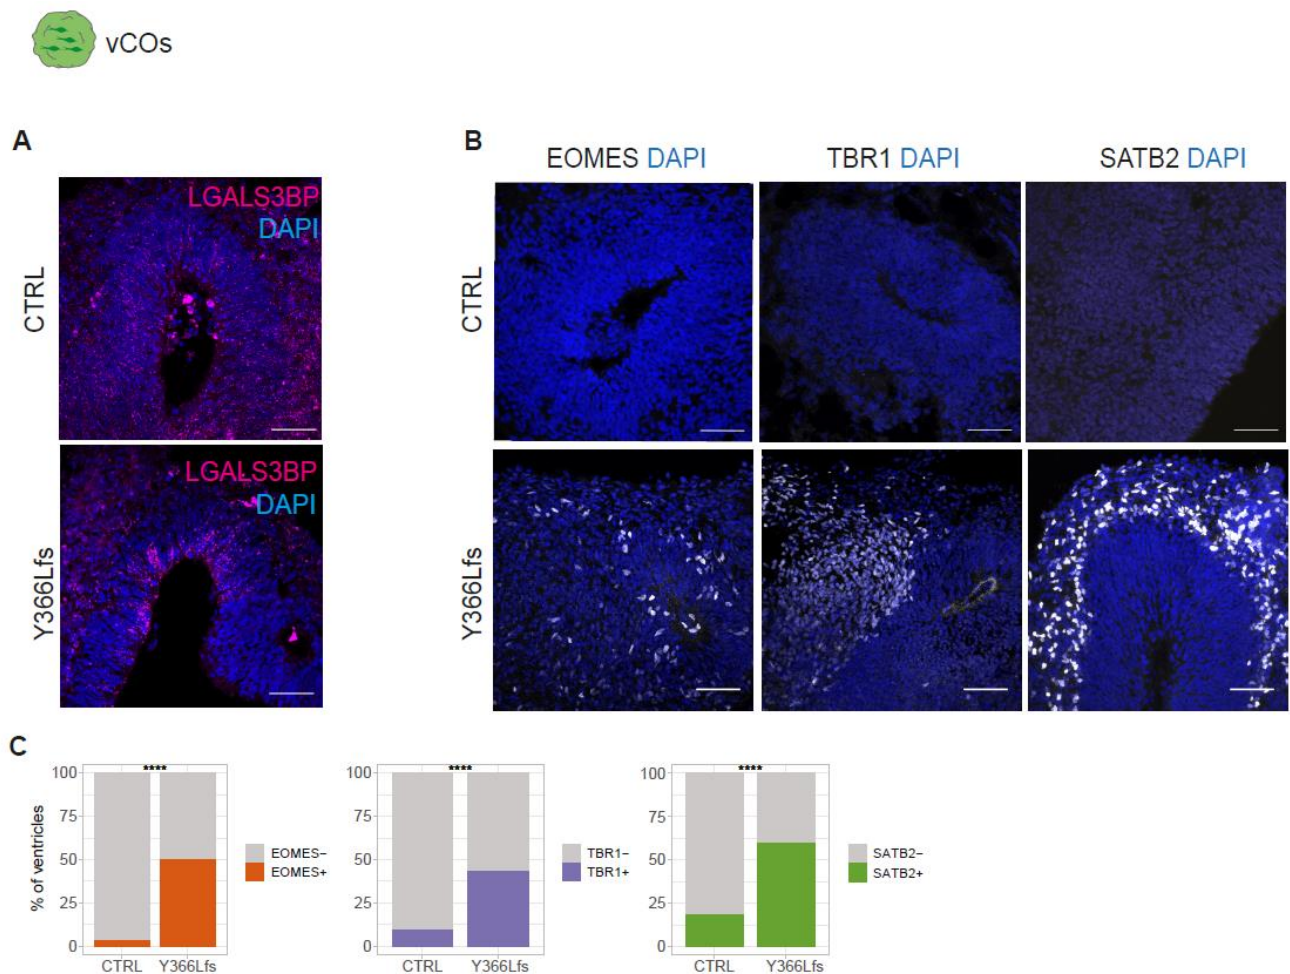 vCOs
A
B
EOMES DAPI
TBR1 DAPI
SATB2 DAPI
CTRL
LGALS3BP
DAPI
CTRL
Y366Lfs
LGALS3BP
DAPI
Y366Lfs
C
% of ventricles
100
75
50
25
0
****
CTRL
Y366Lfs
EOMES–
EOMES+
100
75
50
25
0
****
CTRL
Y366Lfs
TBR1–
TBR1+
100
75
50
25
0
****
CTRL
Y366Lfs
SATB2–
SATB2+